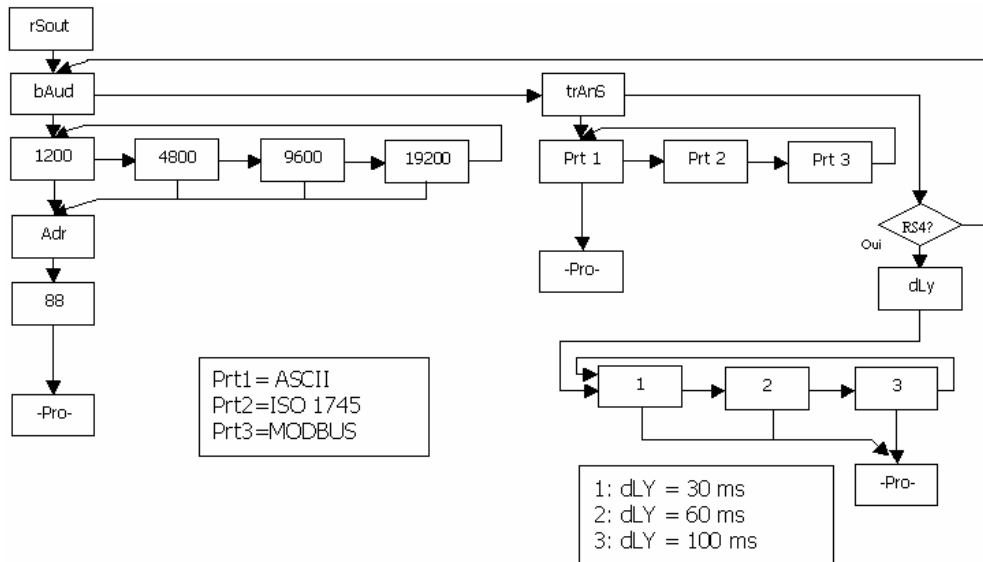 rSout
bAud
trAnS
1200
4800
9600
19200
Prt 1
Prt 2
Prt 3
Adr
RS4?
Oui
88
-Pro-
dLy
-Pro-
Prt1= ASCII
Prt2=ISO 1745
Prt3=MODBUS
1
2
3
-Pro-
1: dLY = 30 ms
2: dLY = 60 ms
3: dLY = 100 ms